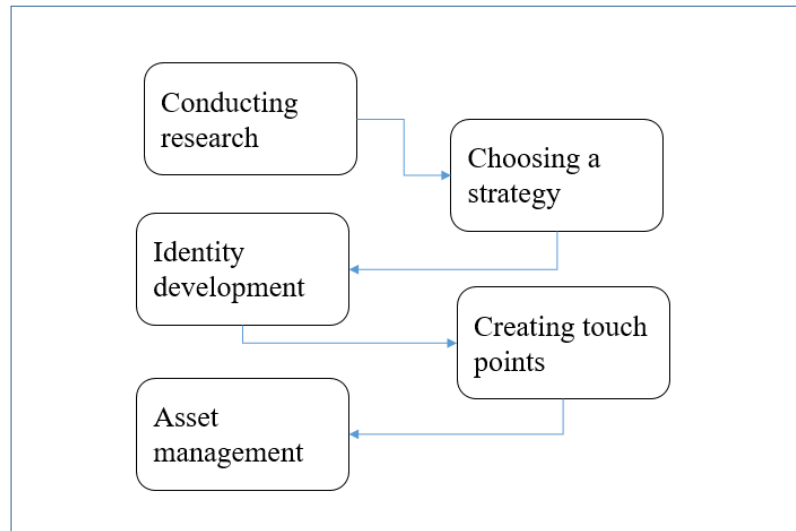 Conducting
research
Choosing a
strategy
Identity
development
Creating touch
points
Asset
management